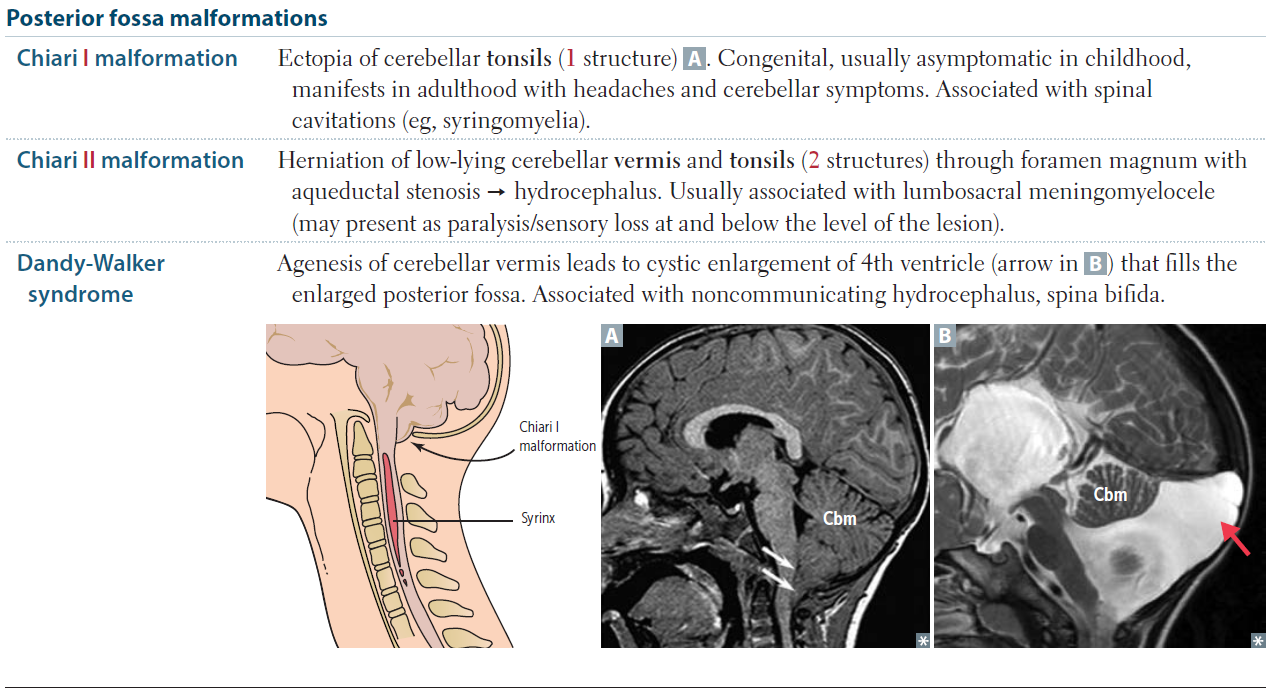 Posterior fossa malformations
Chiari I malformation
Ectopia of cerebellar tonsils (1 structure) A. Congenital, usually asymptomatic in childhood,
manifests in adulthood with headaches and cerebellar symptoms. Associated with spinal
cavitations (eg, syringomyelia).
Chiari II malformation
Herniation of low-lying cerebellar vermis and tonsils (2 structures) through foramen magnum with
aqueductal stenosis → hydrocephalus. Usually associated with lumbosacral meningomyelocele
(may present as paralysis/sensory loss at and below the level of the lesion).
Dandy-Walker
syndrome
Agenesis of cerebellar vermis leads to cystic enlargement of 4th ventricle (arrow in B) that fills the
enlarged posterior fossa. Associated with noncommunicating hydrocephalus, spina bifida.
Chiari I
malformation
Syrinx
A
Cbm
*
B
Cbm
*